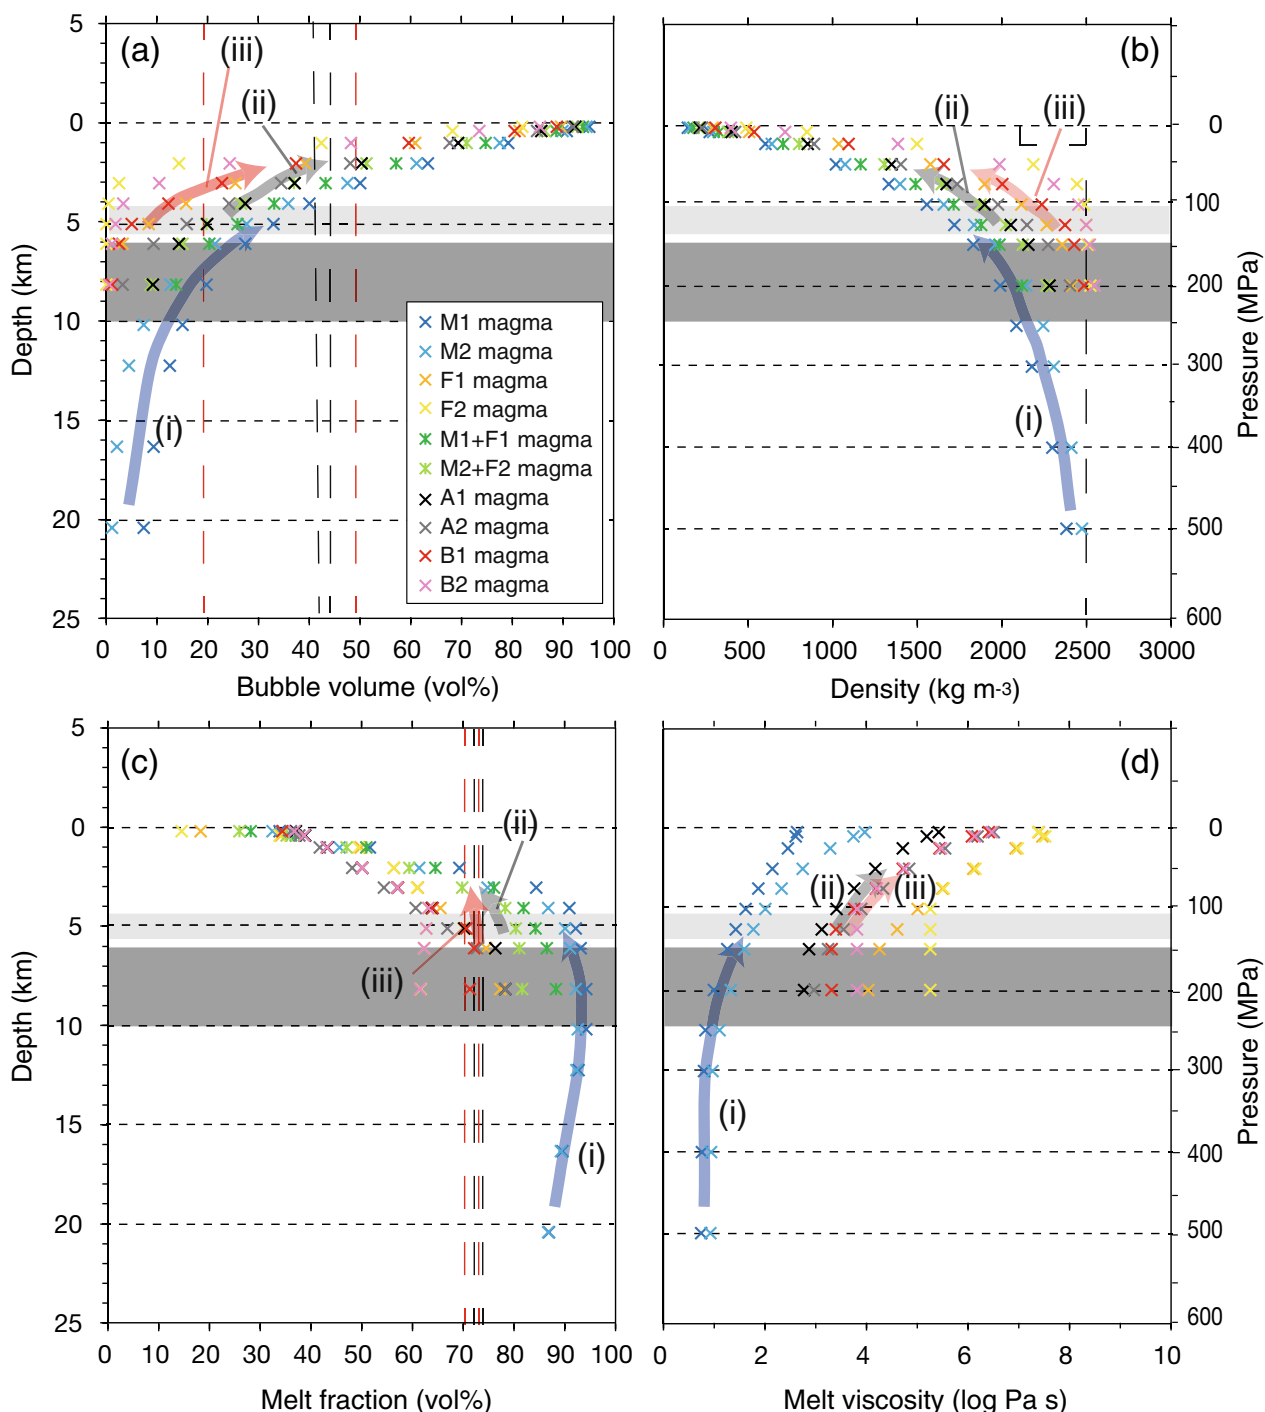 5
0
5
10
15
20
25
Depth (km)
(a)
(iii)
(ii)
(i)
M1 magma
M2 magma
F1 magma
F2 magma
M1+F1 magma
M2+F2 magma
A1 magma
A2 magma
B1 magma
B2 magma
0 10 20 30 40 50 60 70 80 90 100
Bubble volume (vol%)
(b)
(ii)
(iii)
(i)
0
100
200
300
400
500
600
Pressure (MPa)
0 500 1000 1500 2000 2500 3000
Density (kg m-3)
5
0
5
10
15
20
25
Depth (km)
(c)
(ii)
(iii)
(i)
0 10 20 30 40 50 60 70 80 90 100
Melt fraction (vol%)
(d)
(ii)
(iii)
(i)
0
100
200
300
400
500
600
Pressure (MPa)
0 2 4 6 8 10
Melt viscosity (log Pa s)